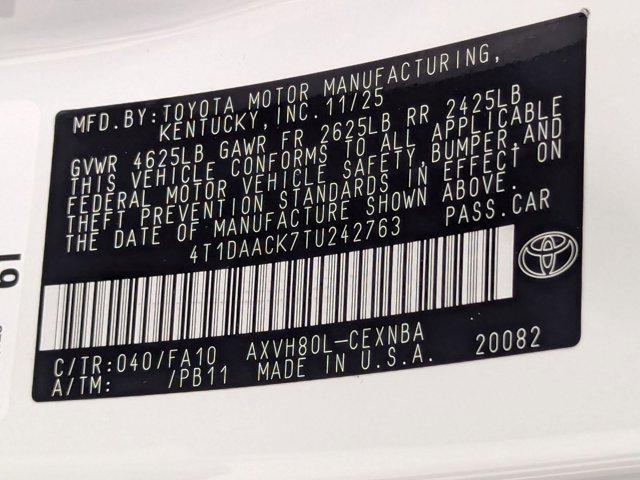 MFD.BY:TOYOTA MOTOR MANUFACTURING,
KENTUCKY,INC.11/25
GVWR 4625LB GAWR FR 2625LB RR 2425LB
THIS VEHICLE CONFORMS TO ALL APPLICABLE
FEDERAL MOTOR VEHICLE SAFETY,BUMPER,AND
THEFT PREVENTION STANDARDS IN EFFECT ON
THE DATE OF MANUFACTURE SHOWN ABOVE.
4T1DAACK7TU242763 PASS.CAR
C/TR:040/FA10 AXVH80L-CEXNBA 20082
A/TM: /PB11 MADE IN U.S.A.